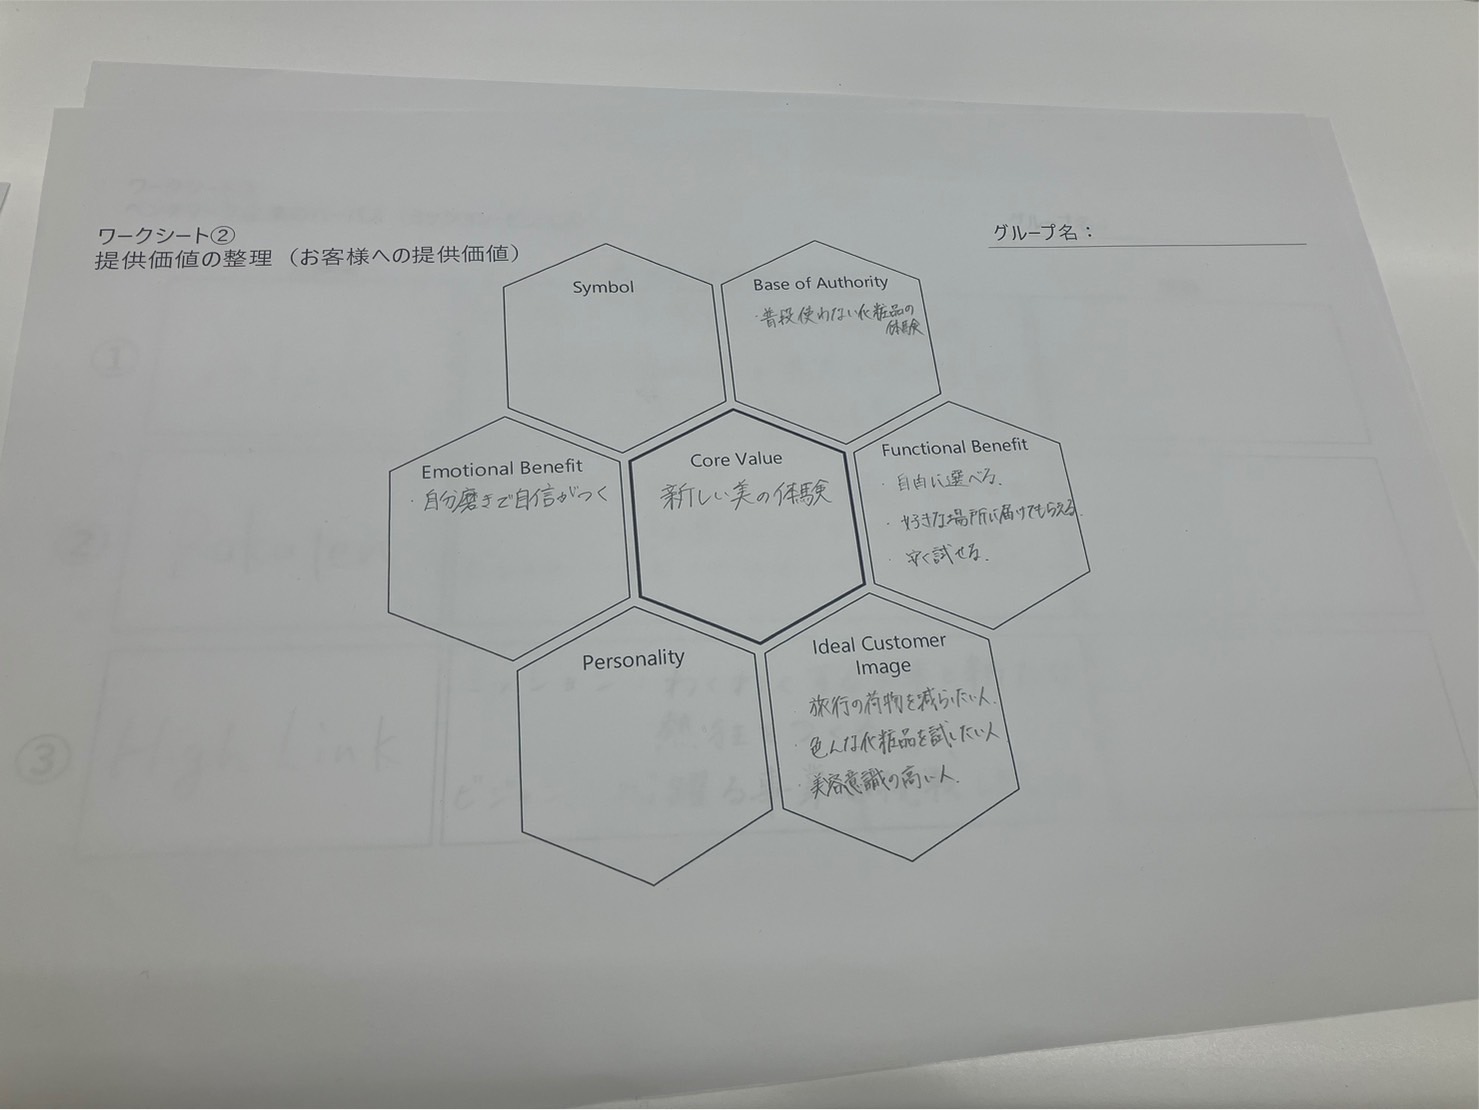 ワークシート②
提供価値の整理（お客様への提供価値）
グループ名：
Symbol
Base of Authority
・普段使わない化粧品の
体験
Emotional Benefit
・自分磨きで自信がつく
Core Value
新しい美の体験
Functional Benefit
・自由に選べる.
・好きな場所に届けてもらえる.
・安く試せる.
Personality
Ideal Customer
Image
旅行の荷物を減らしたい人.
・色んな化粧品を試したい人
・美容意識の高い人.
①
②
③
High Link